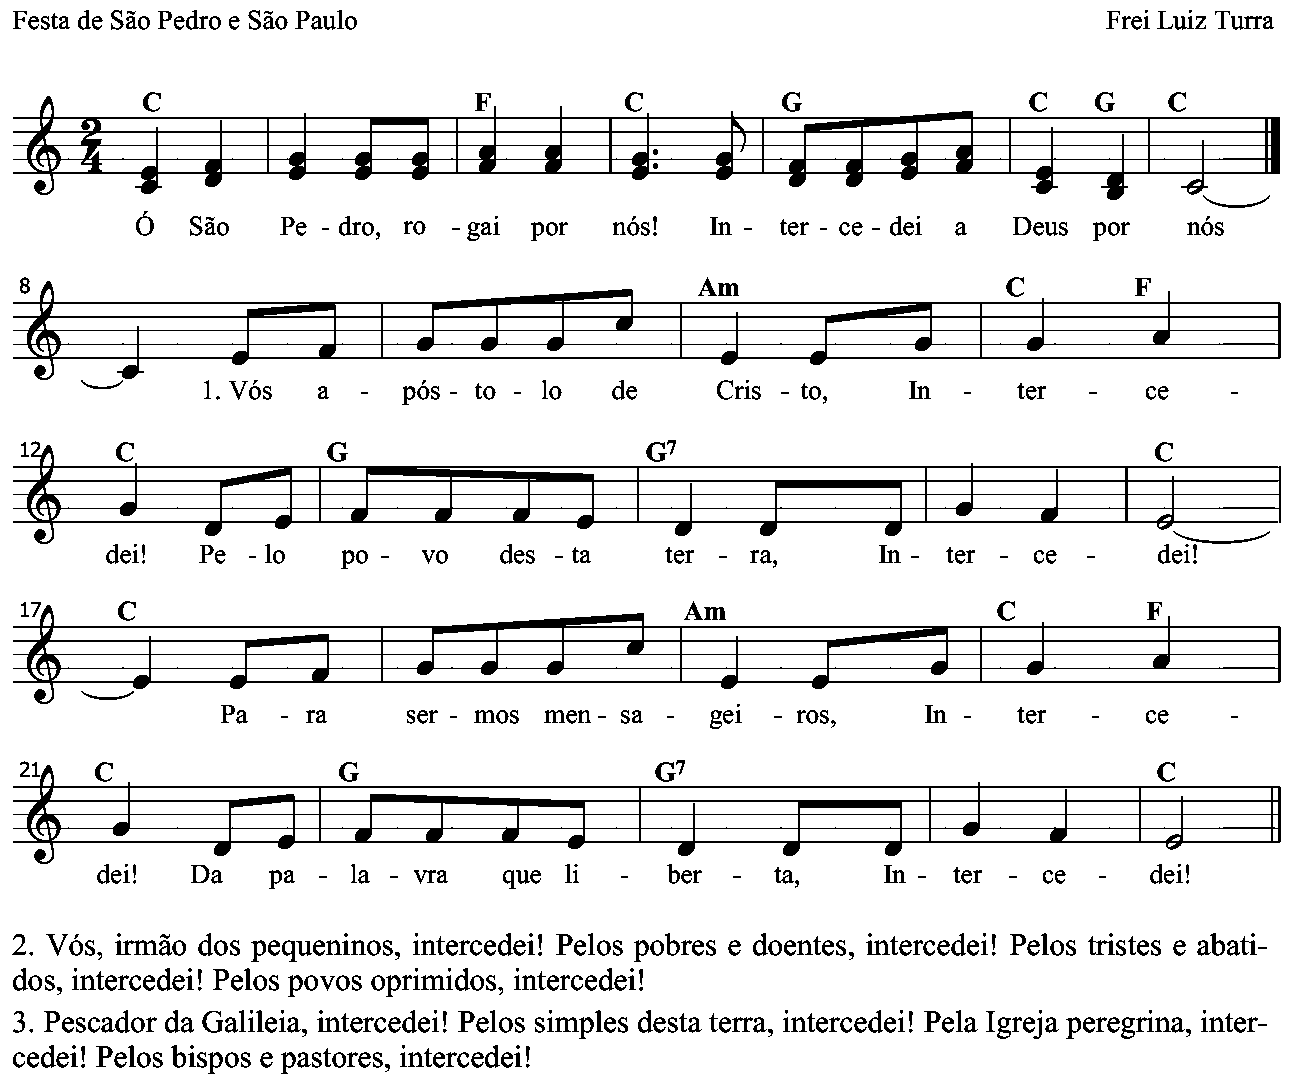 Festa de São Pedro e São Paulo Frei Luiz Turra
C F C G C G C
2
4
Ó São Pe - dro, ro - gai por nós! In - ter - ce - dei a Deus por nós
8 Am C F
1. Vós a - pós - to - lo de Cris - to, In - ter - ce -
12 C G G7 C
dei! Pe - lo po - vo des - ta ter - ra, In - ter - ce - dei!
17 C Am C F
Pa - ra ser - mos men - sa - gei - ros, In - ter - ce -
21 C G G7 C
dei! Da pa - la - vra que li - ber - ta, In - ter - ce - dei!
2. Vós, irmão dos pequeninos, intercedei! Pelos pobres e doentes, intercedei! Pelos tristes e abati-
dos, intercedei! Pelos povos oprimidos, intercedei!
3. Pescador da Galileia, intercedei! Pelos simples desta terra, intercedei! Pela Igreja peregrina, inter-
cedei! Pelos bispos e pastores, intercedei!